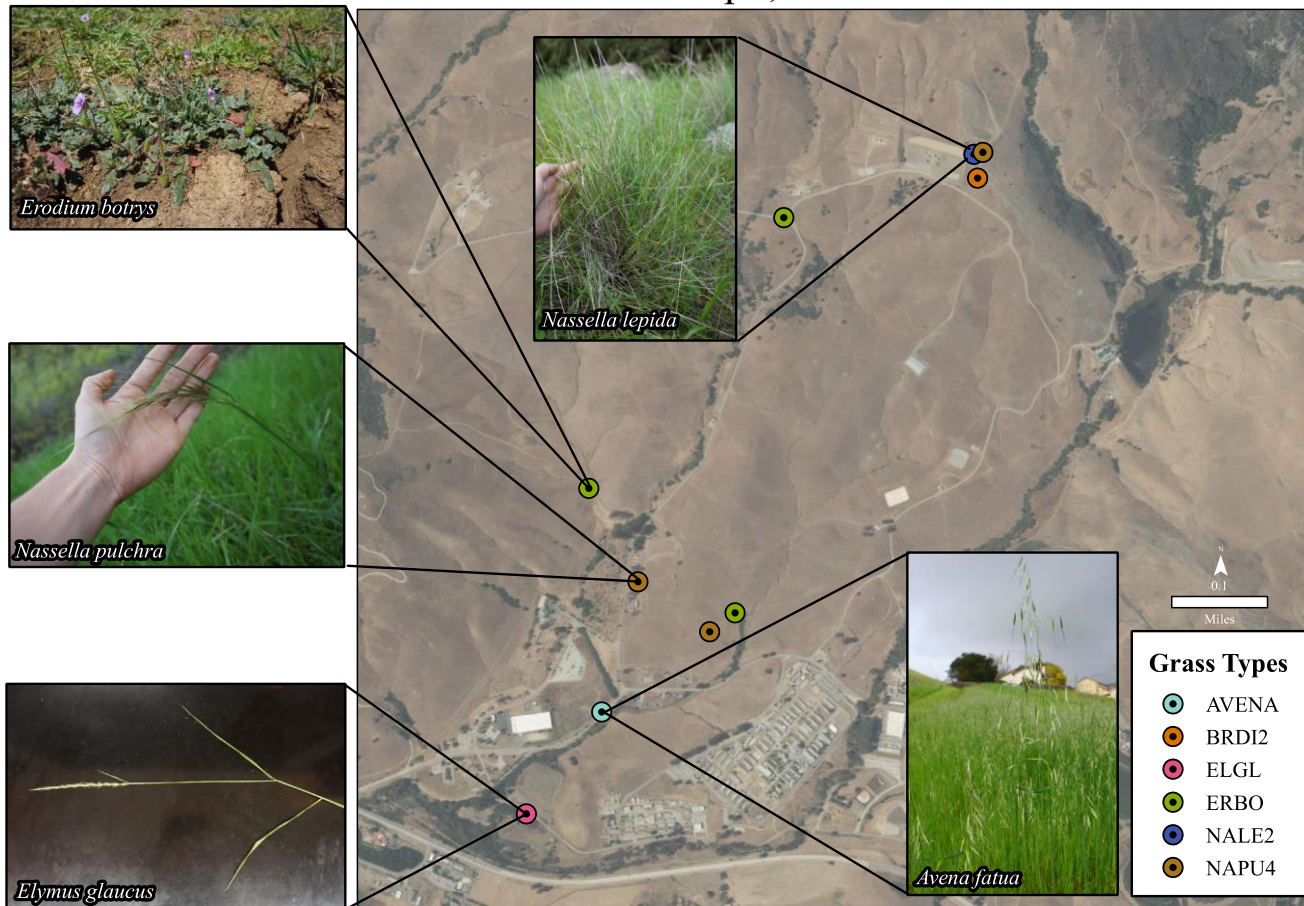 Erodium botrys
Nassella lepida
Nassella pulchra
N
0.1
Miles
Grass Types
AVENA
BRDI2
ELGL
ERBO
NALE2
NAPU4
Elymus glaucus
Avena fatua